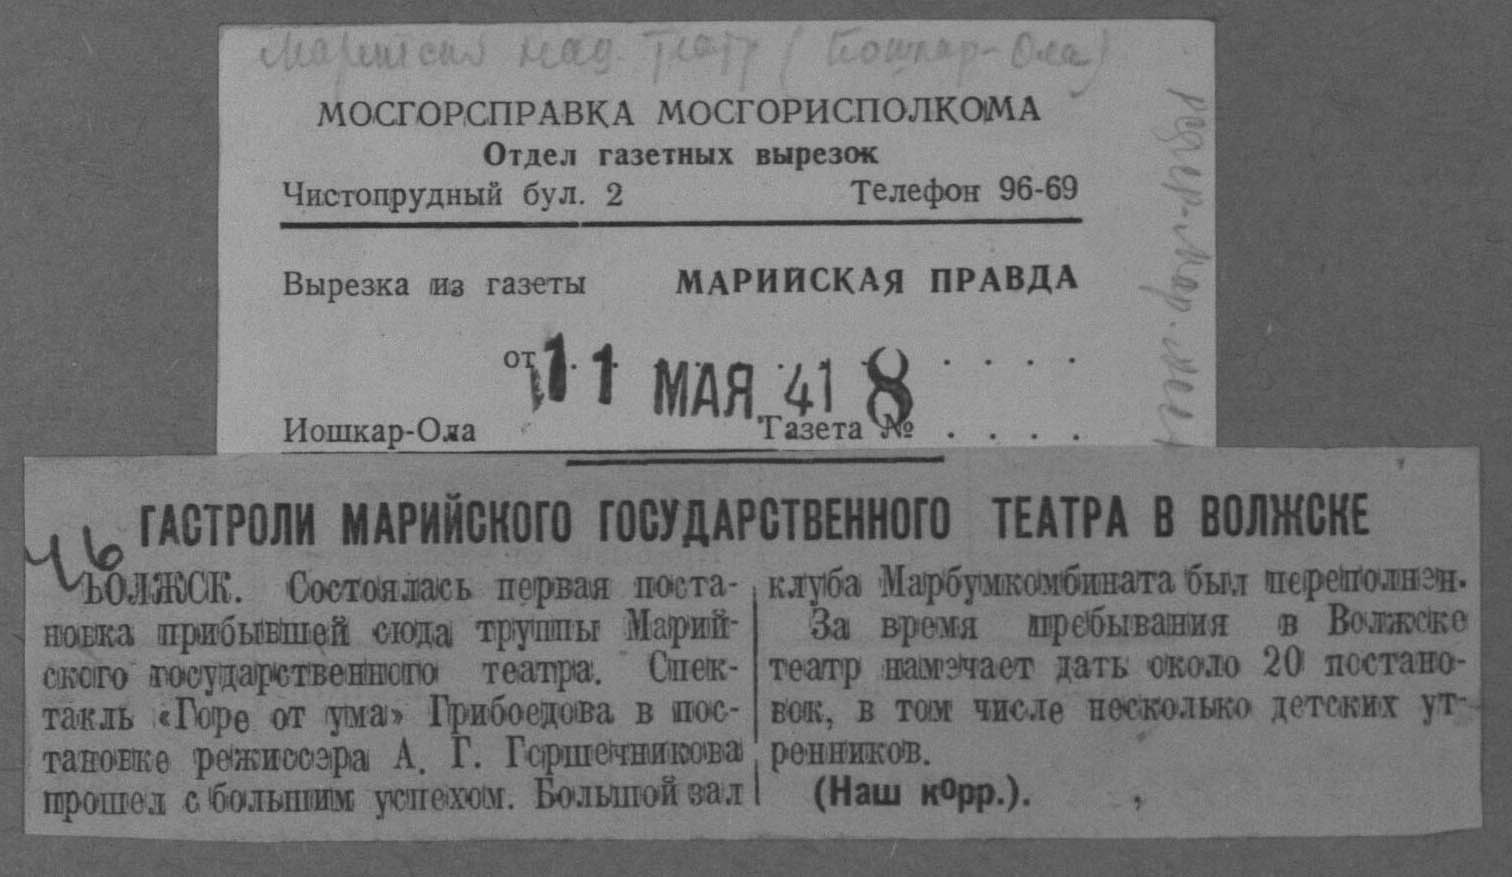 Марийский над. театр (Йошкар-Ола)
МОСГОРСПРАВКА МОСГОРИСПОЛКОМА
Отдел газетных вырезок
Чистопрудный бул. 2 Телефон 96-69
Вырезка из газеты МАРИЙСКАЯ ПРАВДА
от 11 МАЯ 41 8 . . . .
Иошкар-Ола Газета № . . . .
46
ГАСТРОЛИ МАРИЙСКОГО ГОСУДАРСТВЕННОГО ТЕАТРА В ВОЛЖСКЕ
ВОЛЖСК. Состоялась первая поста-
новка прибывшей сюда труппы Марий-
ского государственного театра. Спек-
такль «Горе от ума» Грибоедова в пос-
тановке режиссэра А. Г. Горшечникова
прошел с большим успехом. Большой зал
клуба Марбумкомбината был переполнен.
За время пребывания в Волжске
театр намэчает дать около 20 постано-
вок, в том числе несколько детских ут-
ренников.
(Наш корр.).